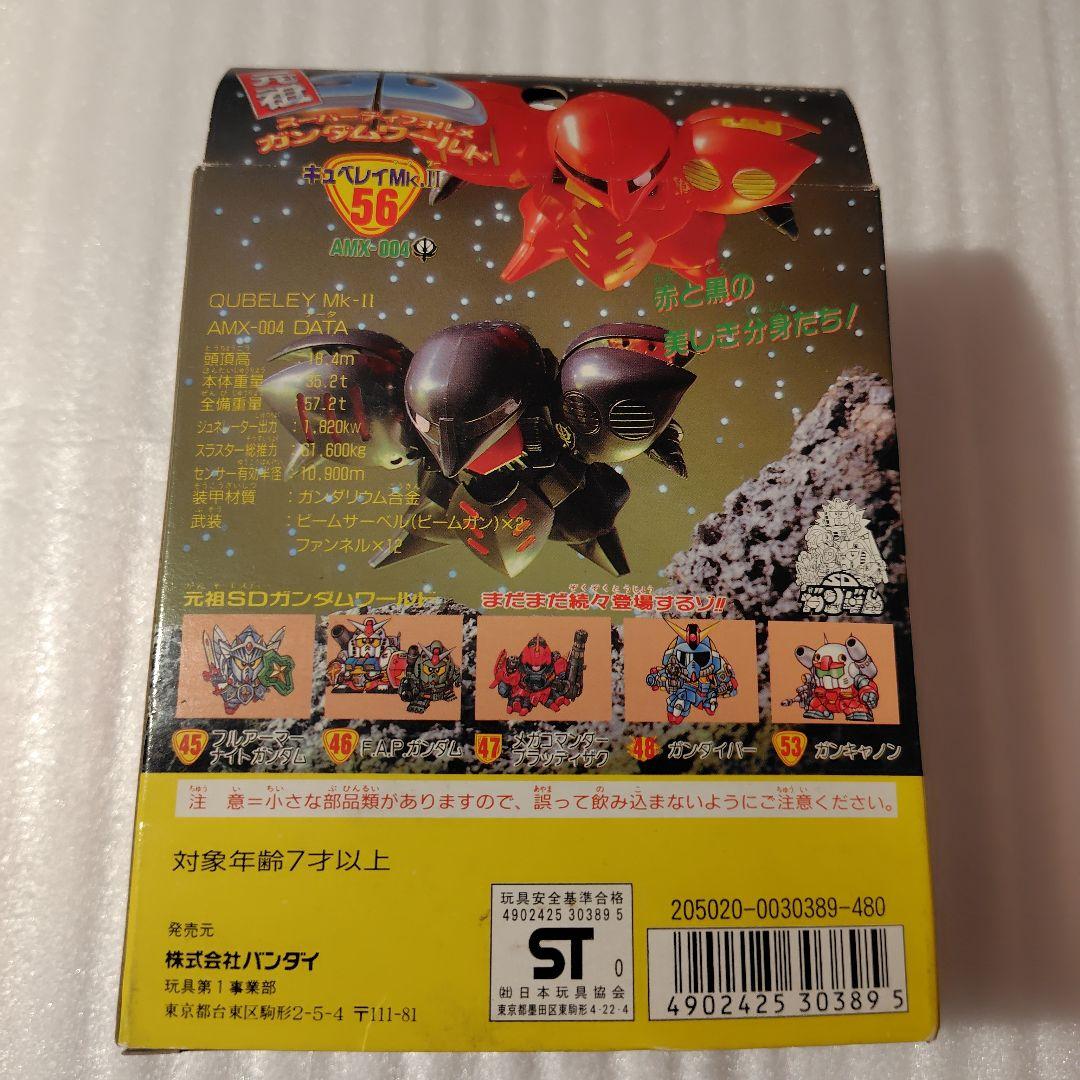 元祖
SD
スーパーディフォルメ
ガンダムワールド
キュベレイMk.II
56
AMX-004
赤と黒の
美しき分身たち!
QUBELEY Mk-II
AMX-004 DATA
頭頂高 : 18.4m
本体重量 : 35.2t
全備重量 : 57.2t
ジェネレーター出力 : 1,820kw
スラスター総推力 : 61,600kg
センサー有効半径 : 10,900m
装甲材質 : ガンダリウム合金
武装 : ビームサーベル(ビームガン)×2
ファンネル×12
元祖SDガンダムワールド まだまだ続々登場するゾ!!
45 フルアーマーナイトガンダム
46 F.A.P.ガンダム
47 メガコマンダーブラッディザク
48 ガンダイバー
53 ガンキャノン
注 意=小さな部品類がありますので、誤って飲み込まないようにご注意ください。
対象年齢7才以上
発売元
株式会社バンダイ
玩具第1事業部
東京都台東区駒形2-5-4 〒111-81
玩具安全基準合格
4902425 30389 5
ST 0
㈳日本玩具協会
東京都墨田区東駒形4-22-4
205020-0030389-480
4902425 303895